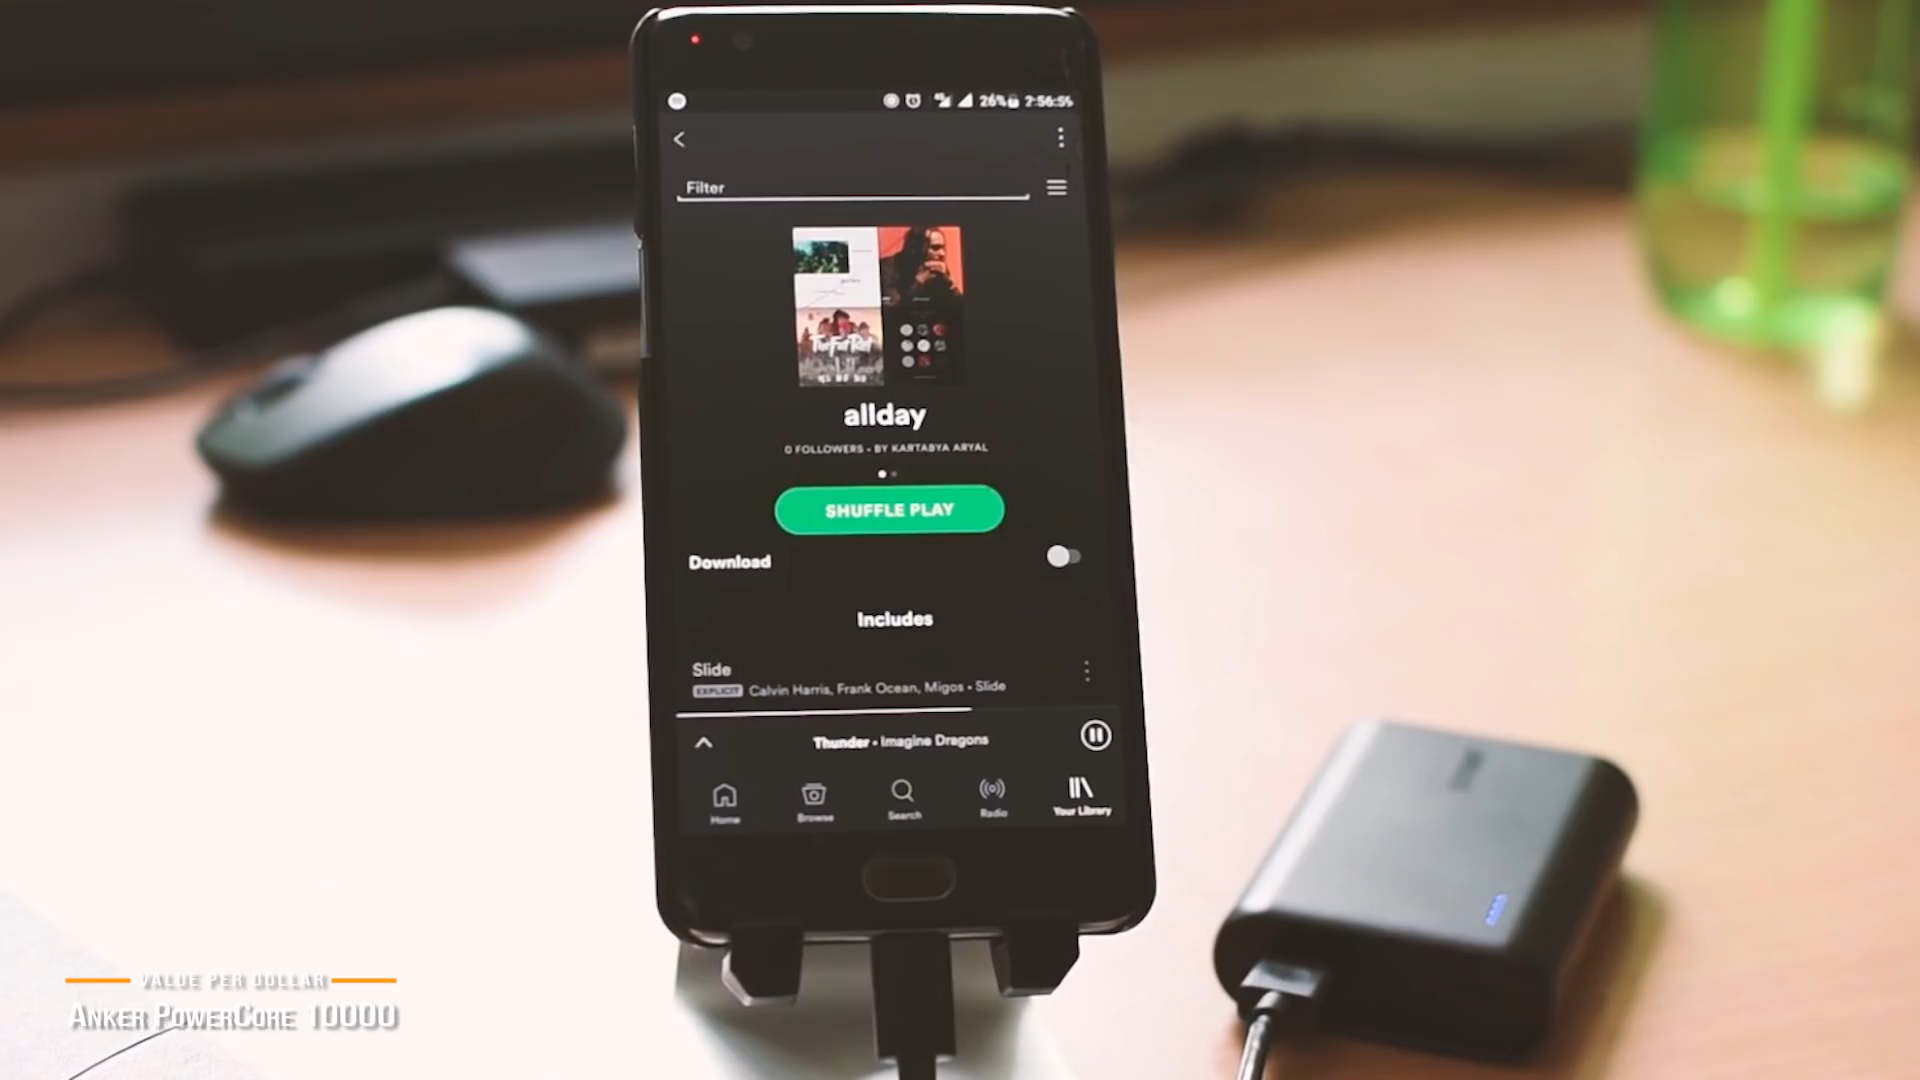 26% 2:56:55
Filter
allday
0 FOLLOWERS • BY KARTABYA ARYAL
SHUFFLE PLAY
Download
Includes
Slide
EXPLICIT Calvin Harris, Frank Ocean, Migos • Slide
Thunder • Imagine Dragons
Home Browse Search Radio Your Library
VALUE PER DOLLAR
ANKER POWERCORE 10000